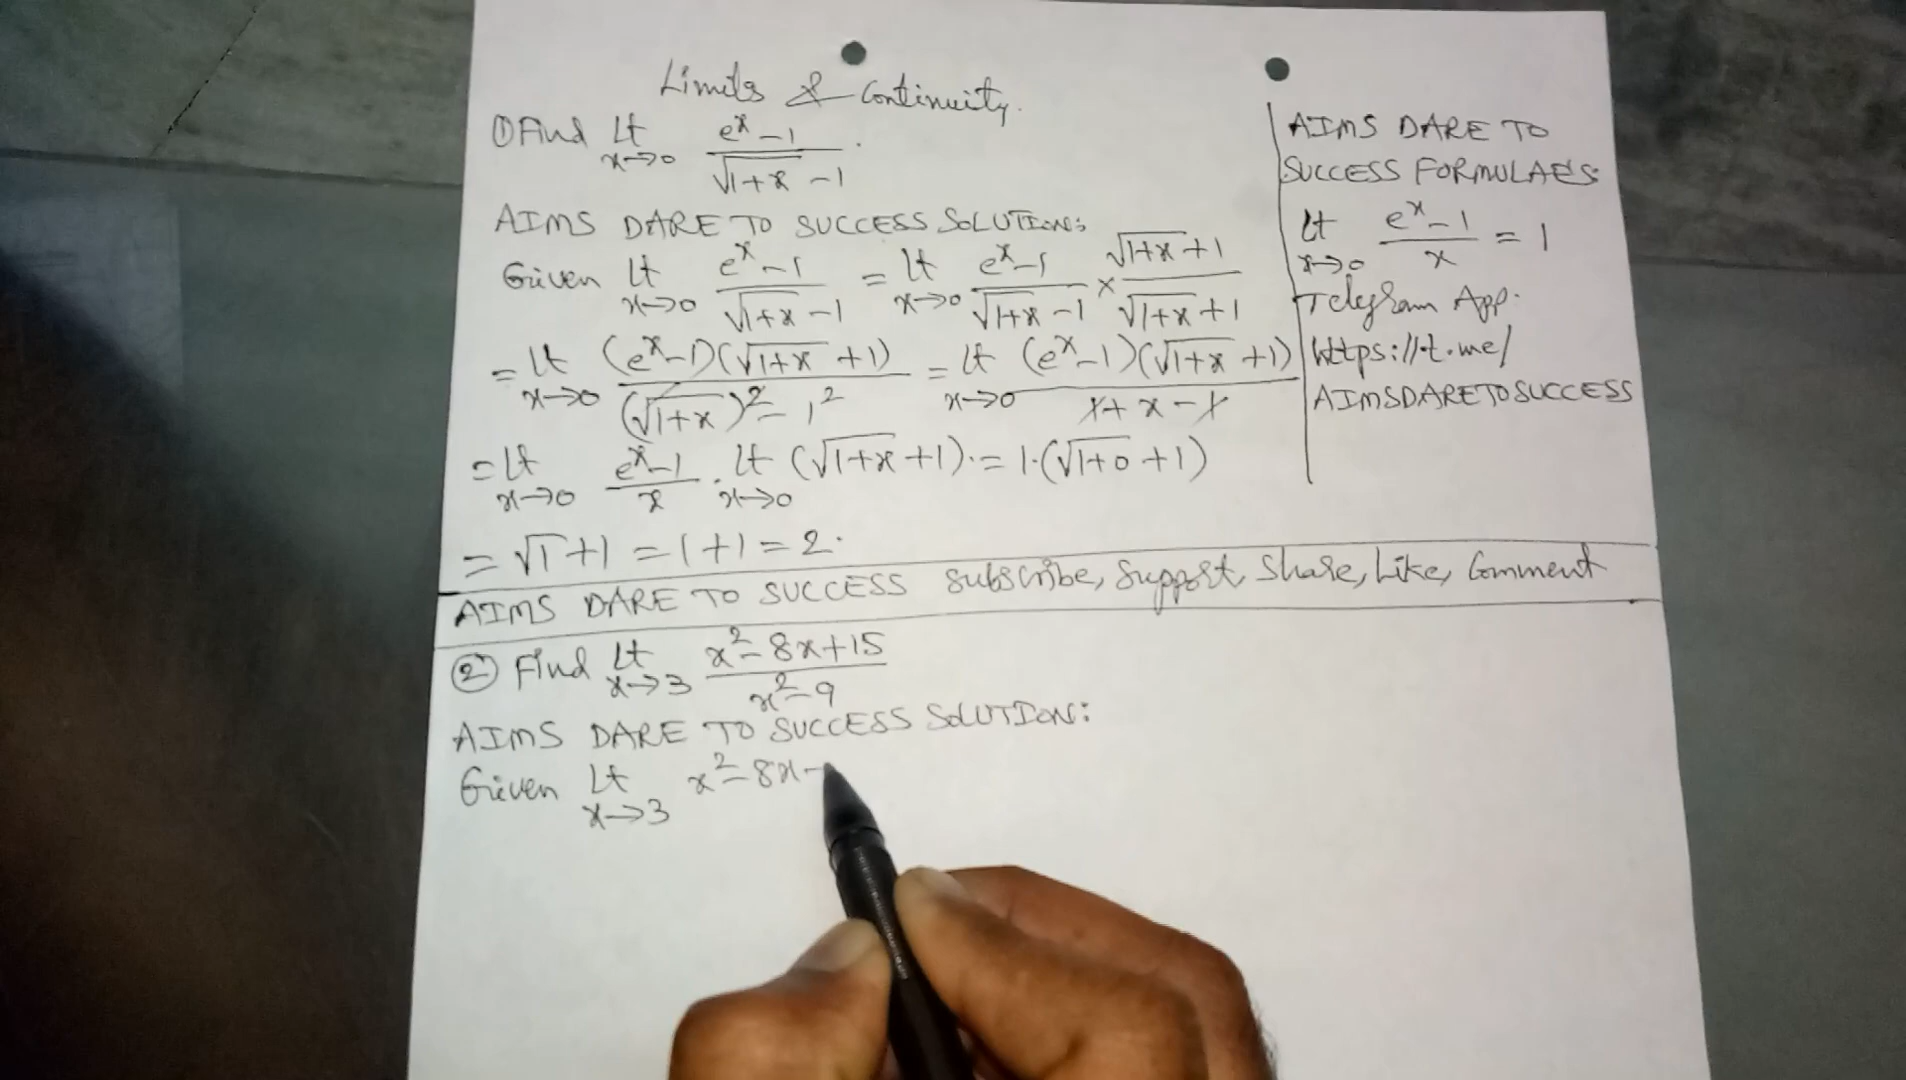 Limits & Continuity.
① Find Lt x→0 (e^x - 1)/(√(1+x) - 1).
AIMS DARE TO SUCCESS SOLUTION:
Given Lt x→0 (e^x - 1)/(√(1+x) - 1) = Lt x→0 (e^x - 1)/(√(1+x) - 1) × (√(1+x) + 1)/(√(1+x) + 1)
= Lt x→0 (e^x - 1)(√(1+x) + 1)/((√(1+x))² - 1²) = Lt x→0 (e^x - 1)(√(1+x) + 1)/(1 + x - 1)
= Lt x→0 (e^x - 1)/x . Lt x→0 (√(1+x) + 1). = 1.(√(1+0) + 1)
= √1 + 1 = 1 + 1 = 2.
AIMS DARE TO SUCCESS FORMULAES:
Lt x→0 (e^x - 1)/x = 1
Telegram App.
https://t.me/
AIMSDARETOSUCCESS
AIMS DARE TO SUCCESS Subscribe, Support, Share, Like, Comment
② Find Lt x→3 (x² - 8x + 15)/(x² - 9)
AIMS DARE TO SUCCESS SOLUTION:
Given Lt x→3 x² - 8x -